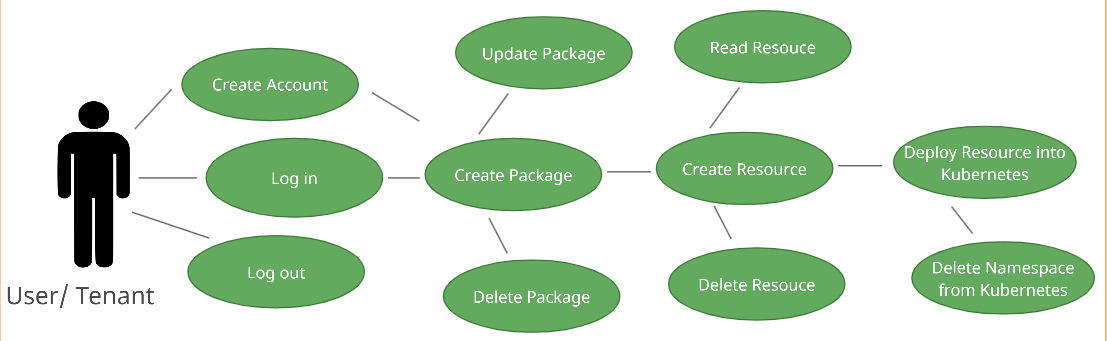 Update Package
Read Resouce
Create Account
Deploy Resource into
Kubernetes
Create Package
Create Resource
Log in
Delete Namespace
from Kubernetes
Log out
Delete Package
Delete Resouce
User/ Tenant